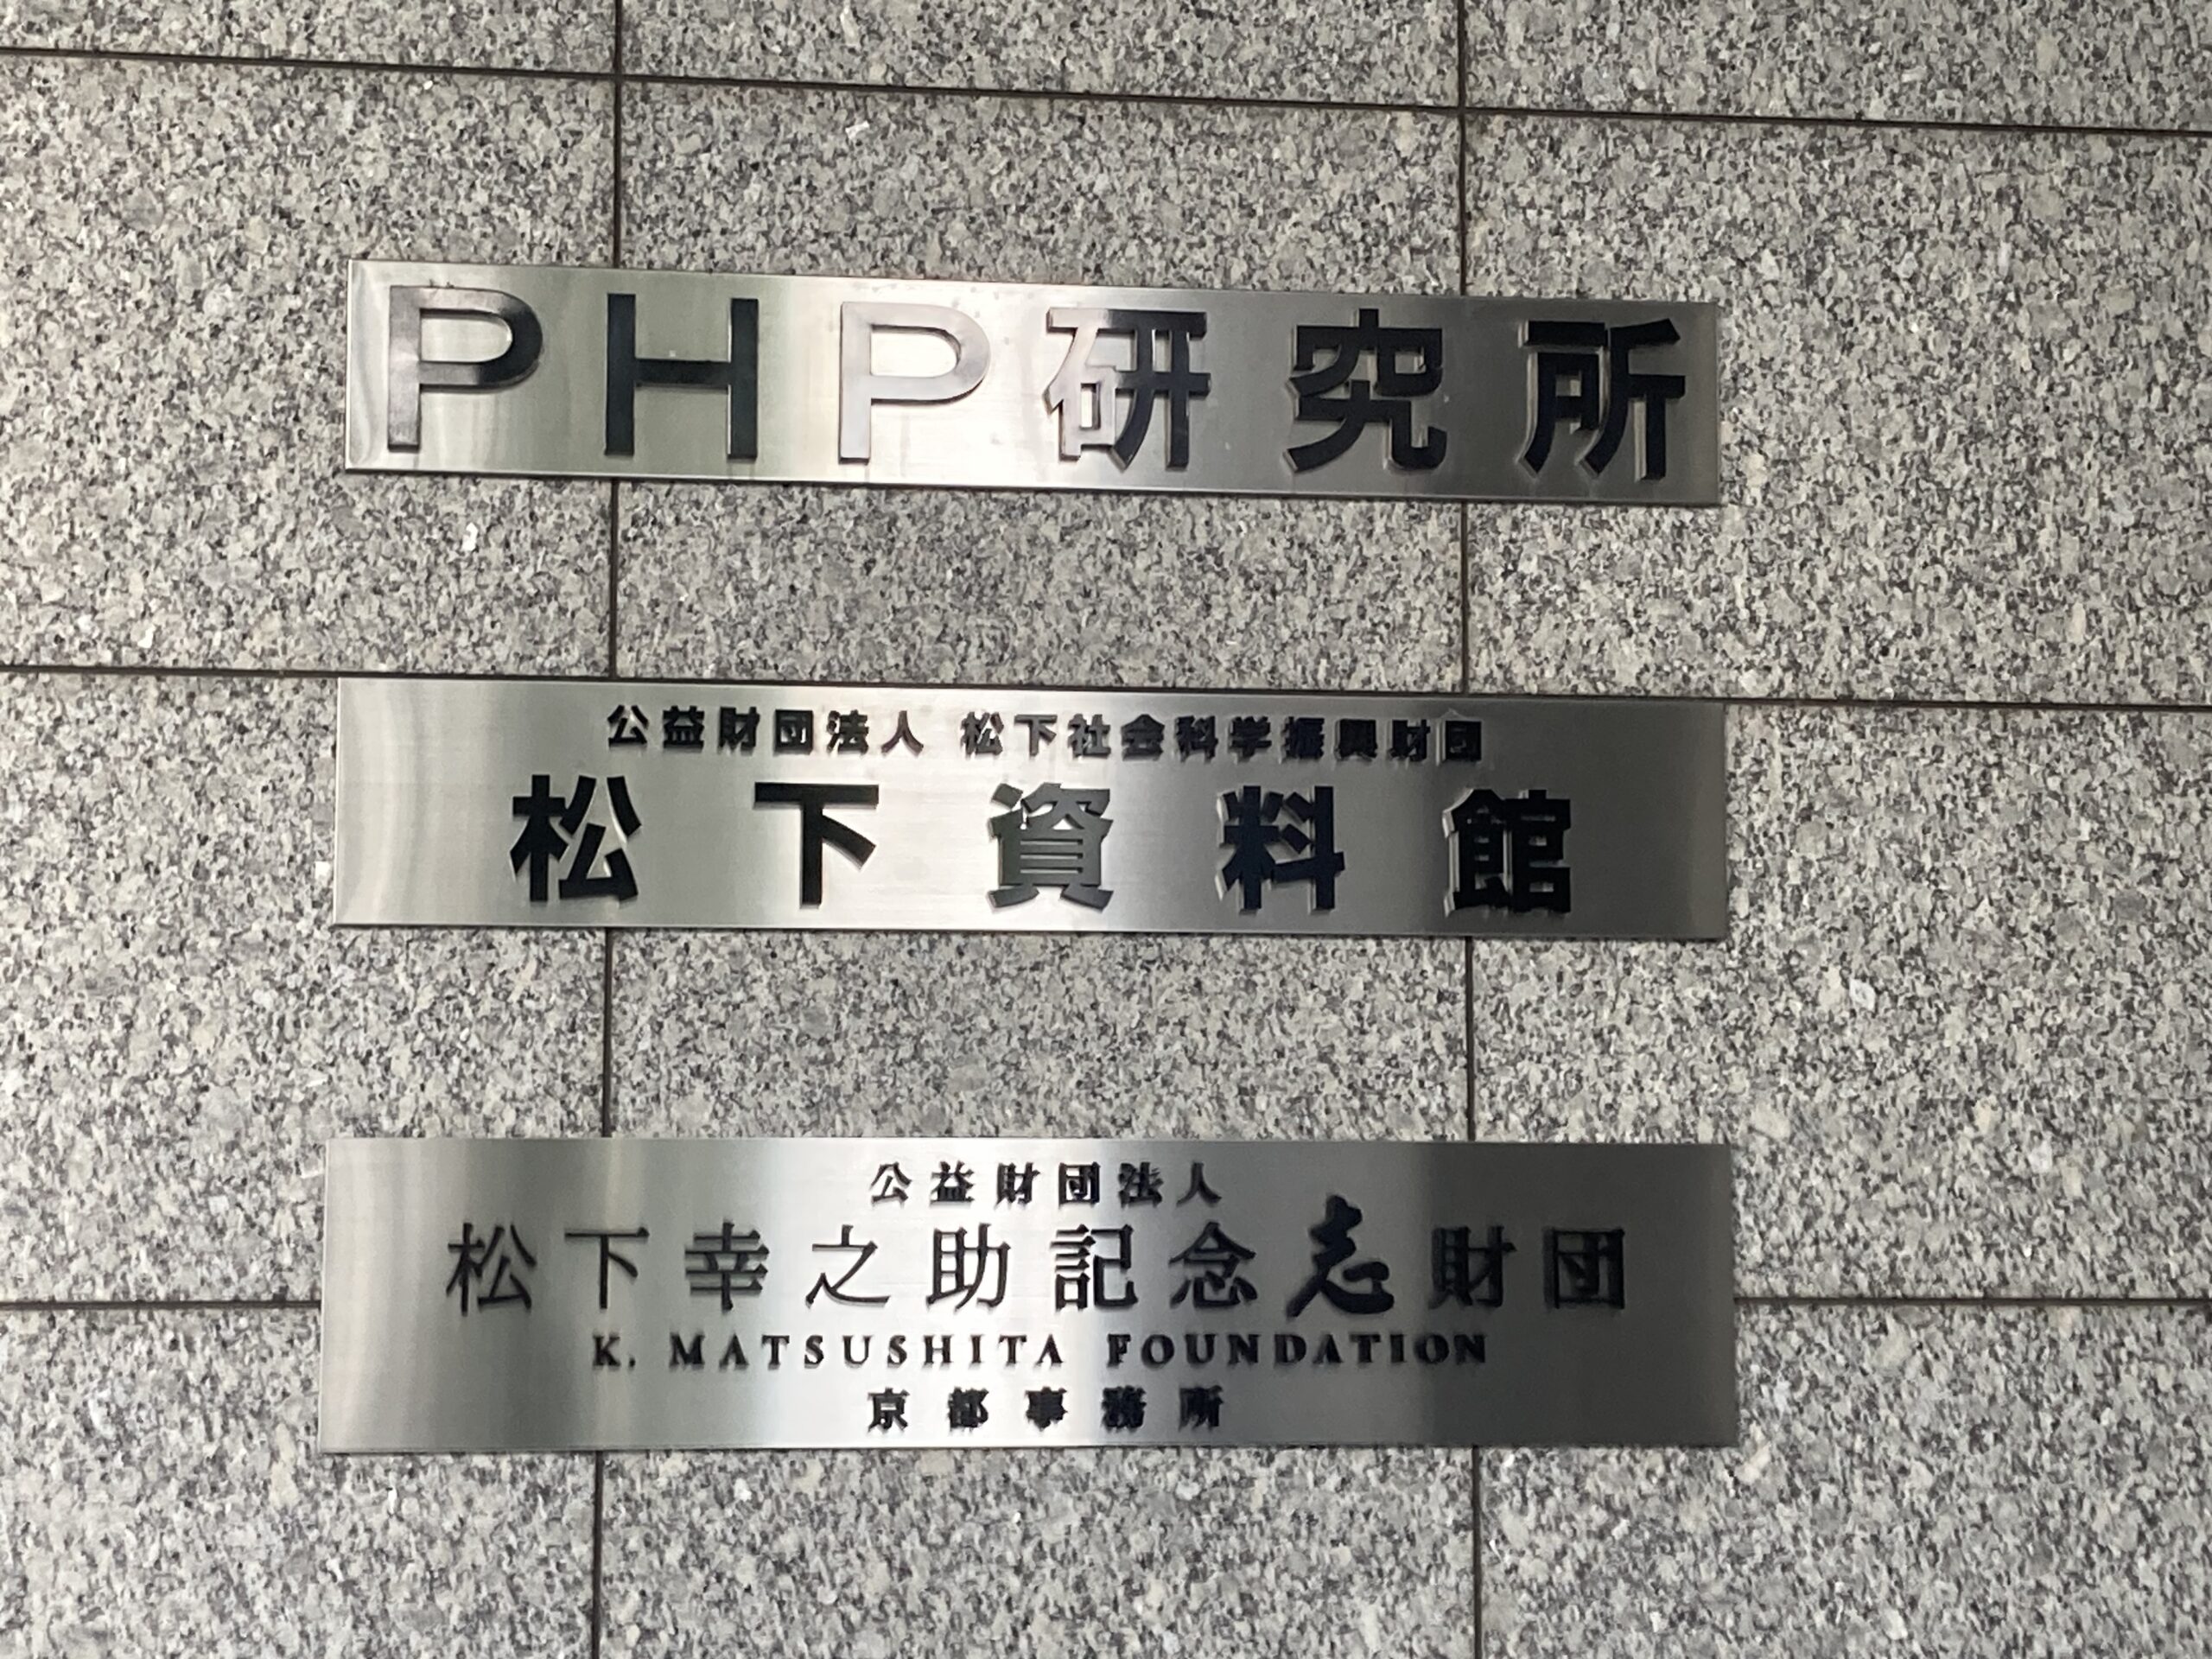 PHP研究所
公益財団法人 松下社会科学振興財団
松下資料館
公益財団法人
松下幸之助記念志財団
K. MATSUSHITA FOUNDATION
京都事務所